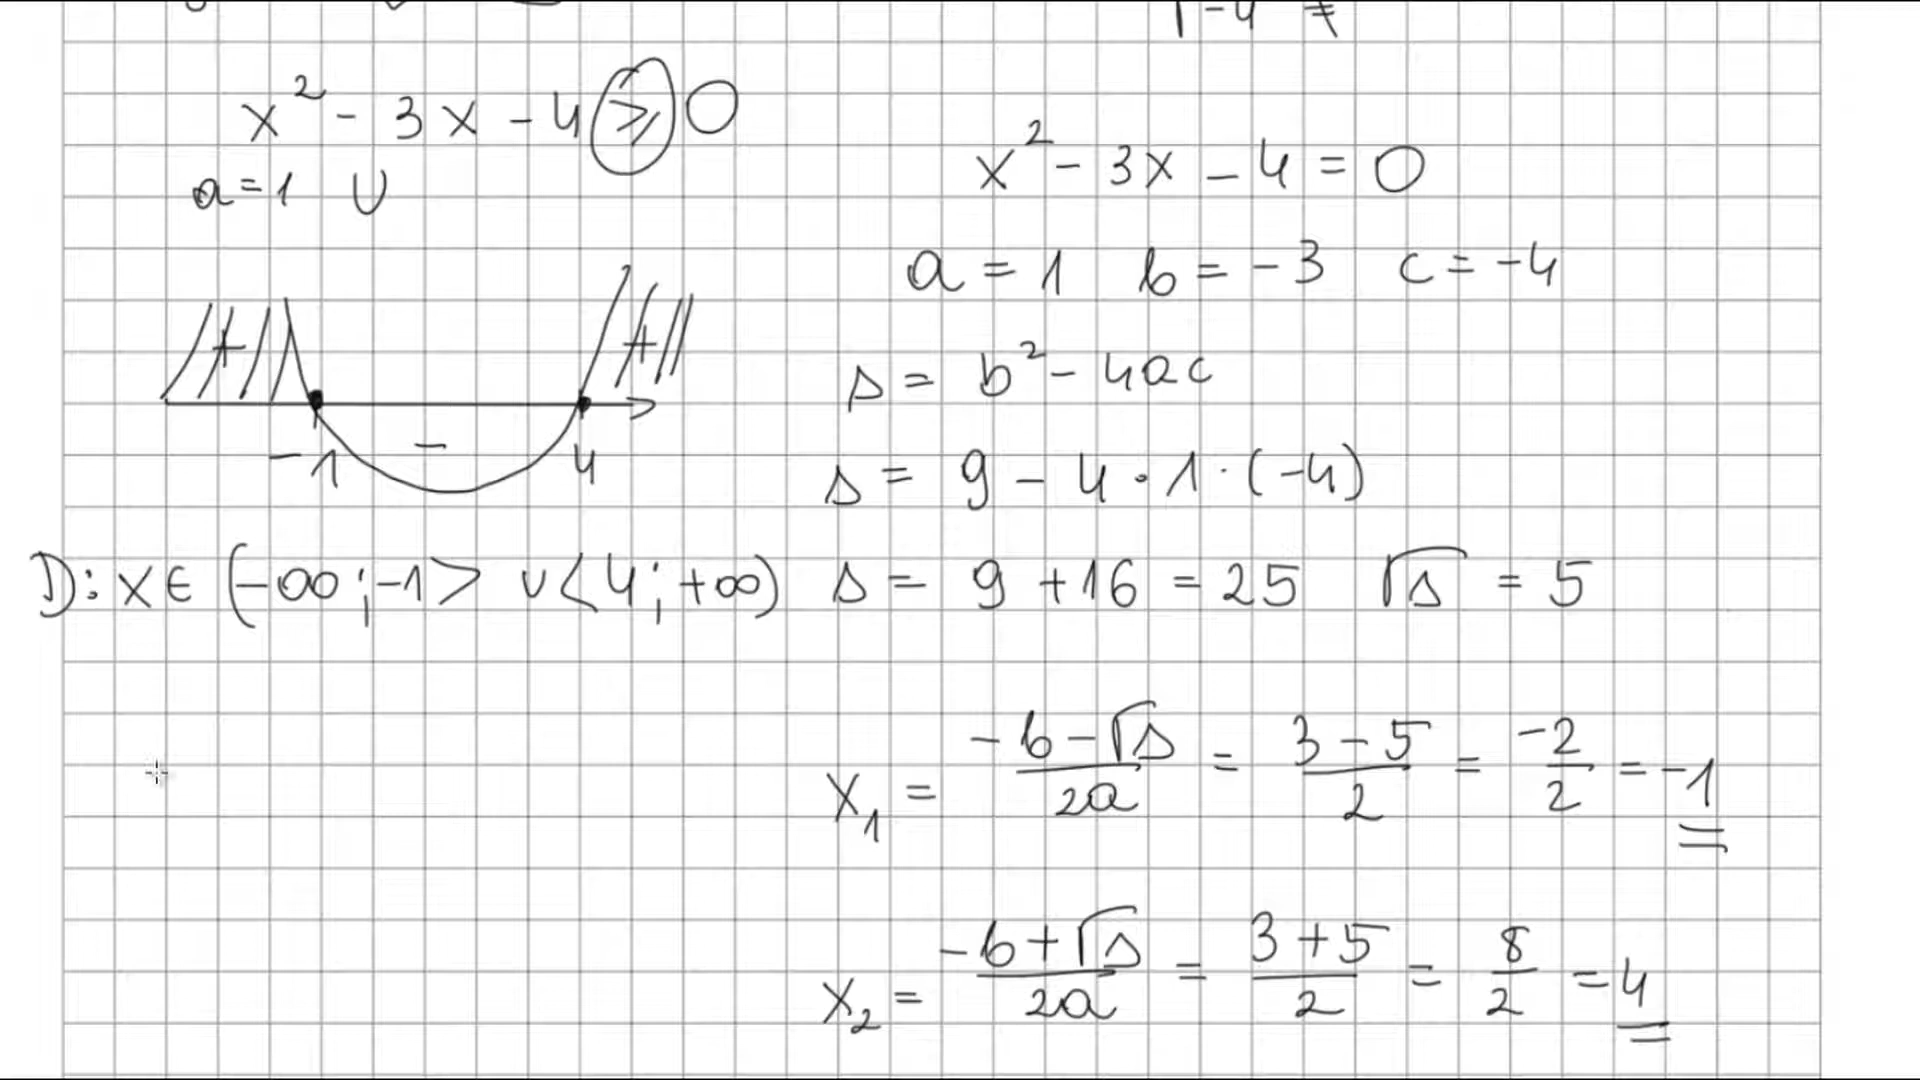 √-4 ≠
x² - 3x - 4 ≥ 0
a = 1 ∪
+ +
-
-1 4
D: x ∈ (-∞; -1> ∪ <4; +∞)
x² - 3x - 4 = 0
a = 1 b = -3 c = -4
Δ = b² - 4ac
Δ = 9 - 4 · 1 · (-4)
Δ = 9 + 16 = 25 √Δ = 5
x₁ = (-b - √Δ)/2a = (3 - 5)/2 = -2/2 = -1
x₂ = (-b + √Δ)/2a = (3 + 5)/2 = 8/2 = 4